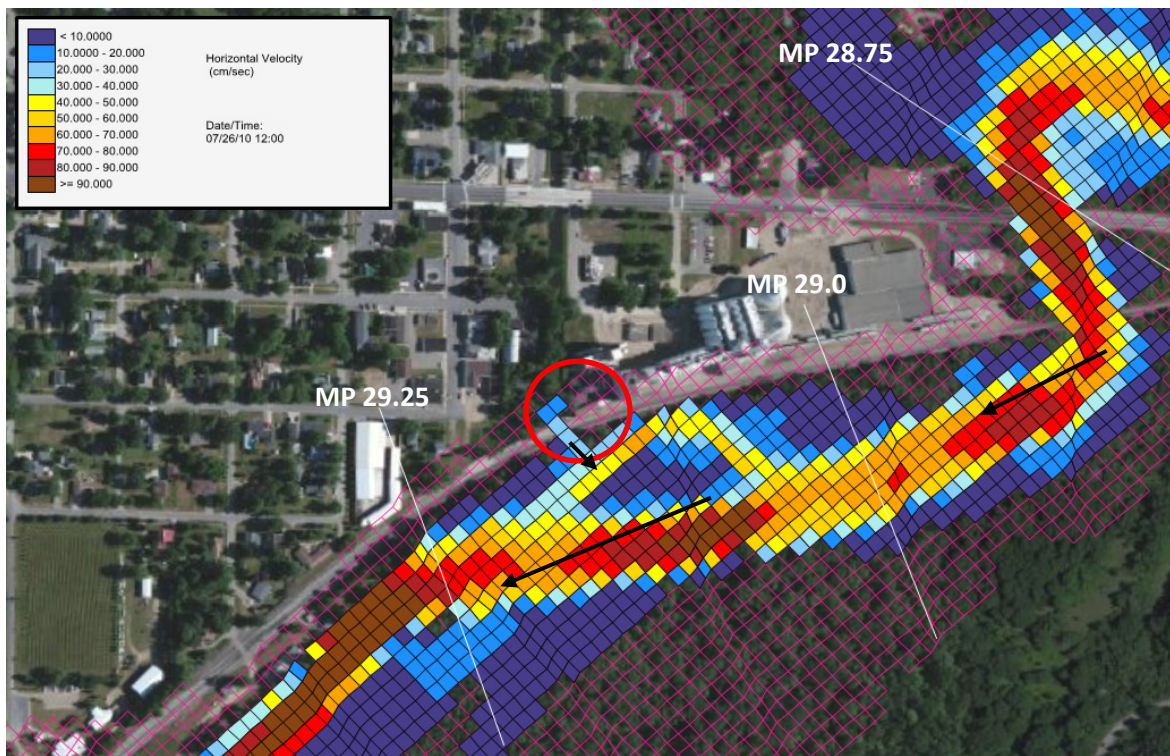 < 10.0000
10.0000 - 20.000
20.000 - 30.000
30.000 - 40.000
40.000 - 50.000
50.000 - 60.000
60.000 - 70.000
70.000 - 80.000
80.000 - 90.000
>= 90.000
Horizontal Velocity
(cm/sec)
Date/Time:
07/26/10 12:00
MP 28.75
MP 29.0
MP 29.25